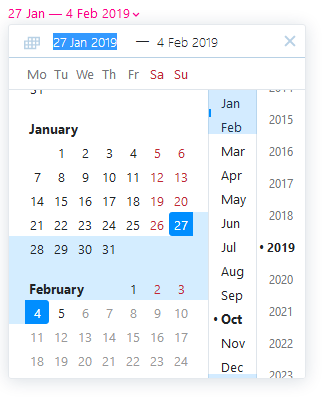 27 Jan — 4 Feb 2019
27 Jan 2019 — 4 Feb 2019
Mo Tu We Th Fr Sa Su
31
January
1 2 3 4 5 6
7 8 9 10 11 12 13
14 15 16 17 18 19 20
21 22 23 24 25 26 27
28 29 30 31
February 1 2 3
4 5 6 7 8 9 10
11 12 13 14 15 16 17
18 19 20 21 22 23 24
Jan
Feb
Mar
Apr
May
Jun
Jul
Aug
Sep
• Oct
Nov
Dec
2014
2015
2016
2017
2018
• 2019
2020
2021
2022
2023